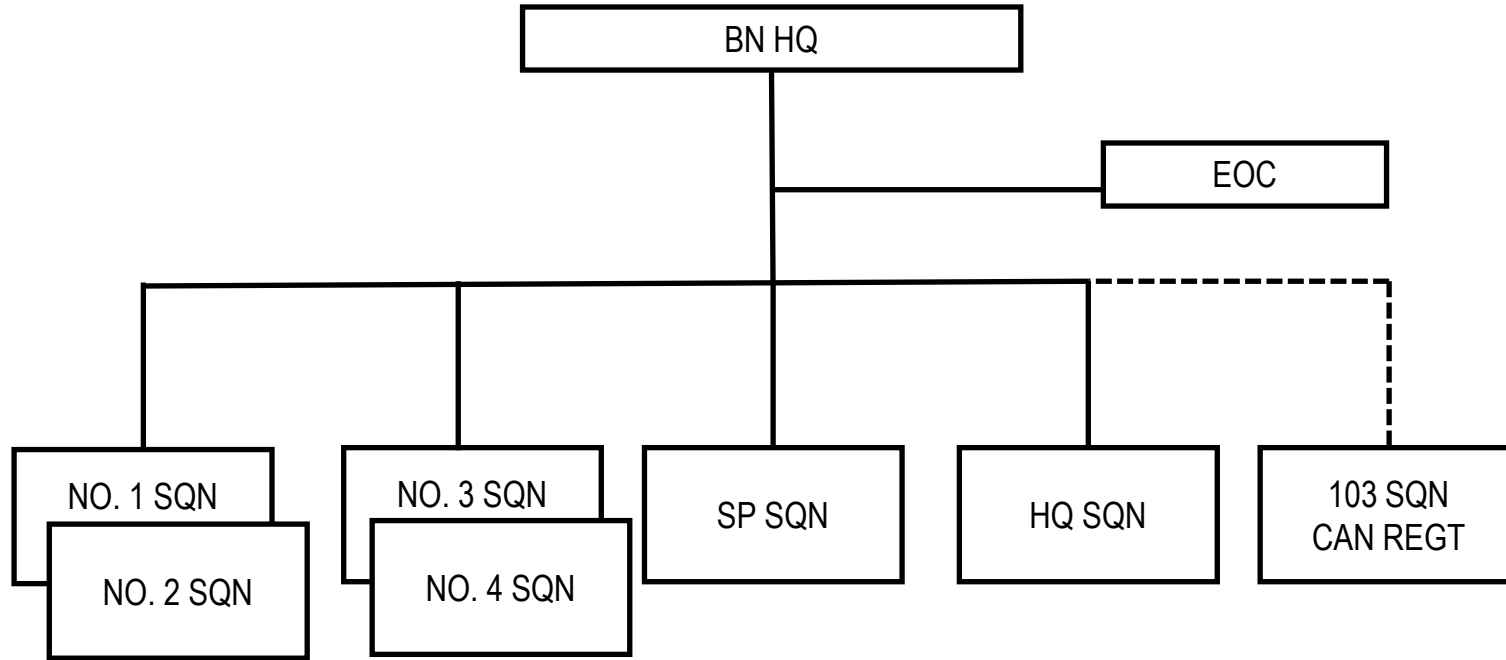 BN HQ
EOC
NO. 1 SQN
NO. 2 SQN
NO. 3 SQN
NO. 4 SQN
SP SQN
HQ SQN
103 SQN
CAN REGT